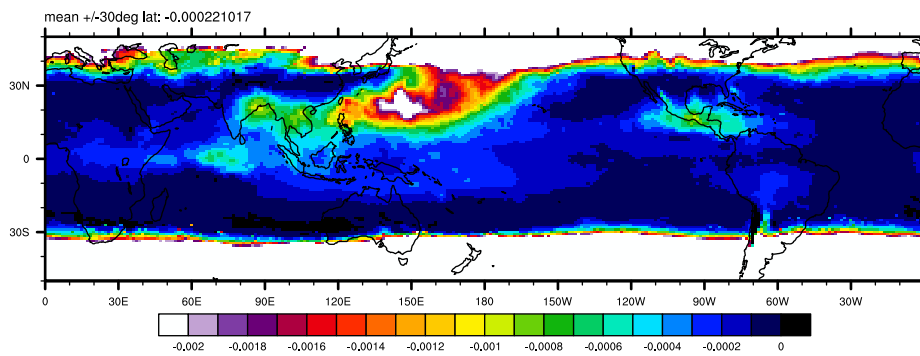 mean +/-30deg lat: -0.000221017
30N
0
30S
0 30E 60E 90E 120E 150E 180 150W 120W 90W 60W 30W
-0.002 -0.0018 -0.0016 -0.0014 -0.0012 -0.001 -0.0008 -0.0006 -0.0004 -0.0002 0